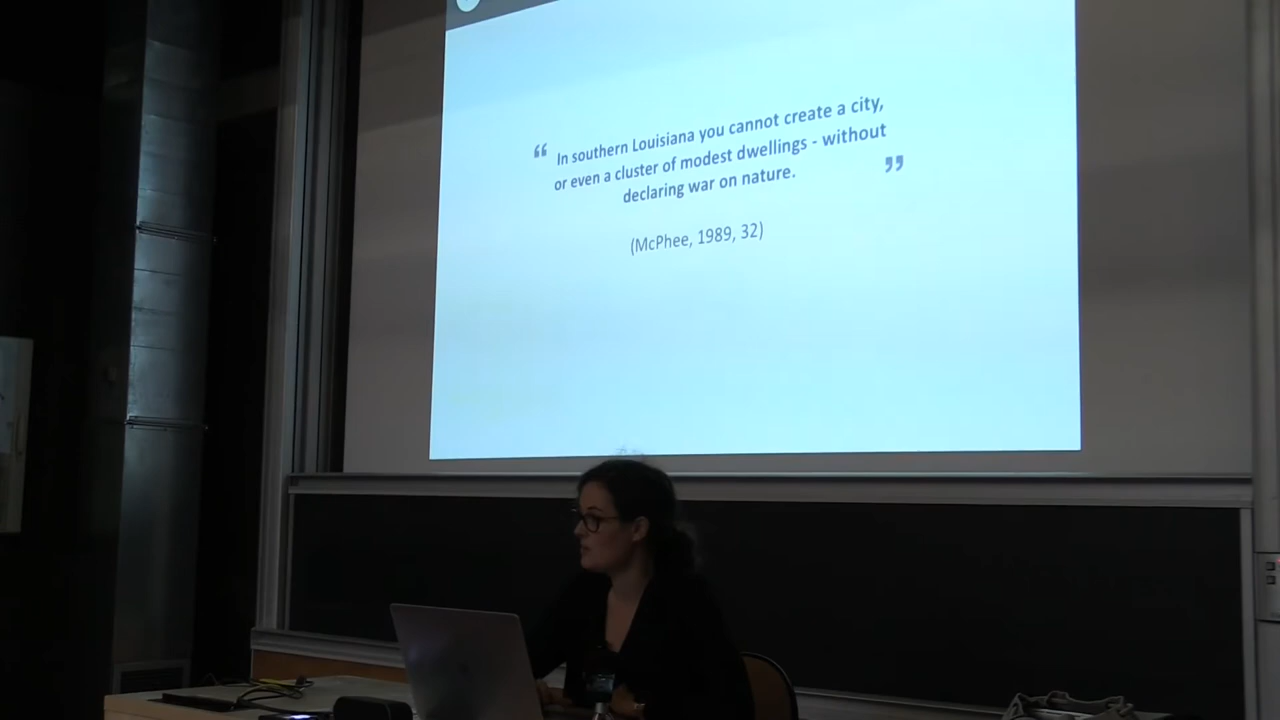 “ In southern Louisiana you cannot create a city,
or even a cluster of modest dwellings - without
declaring war on nature. ”
(McPhee, 1989, 32)